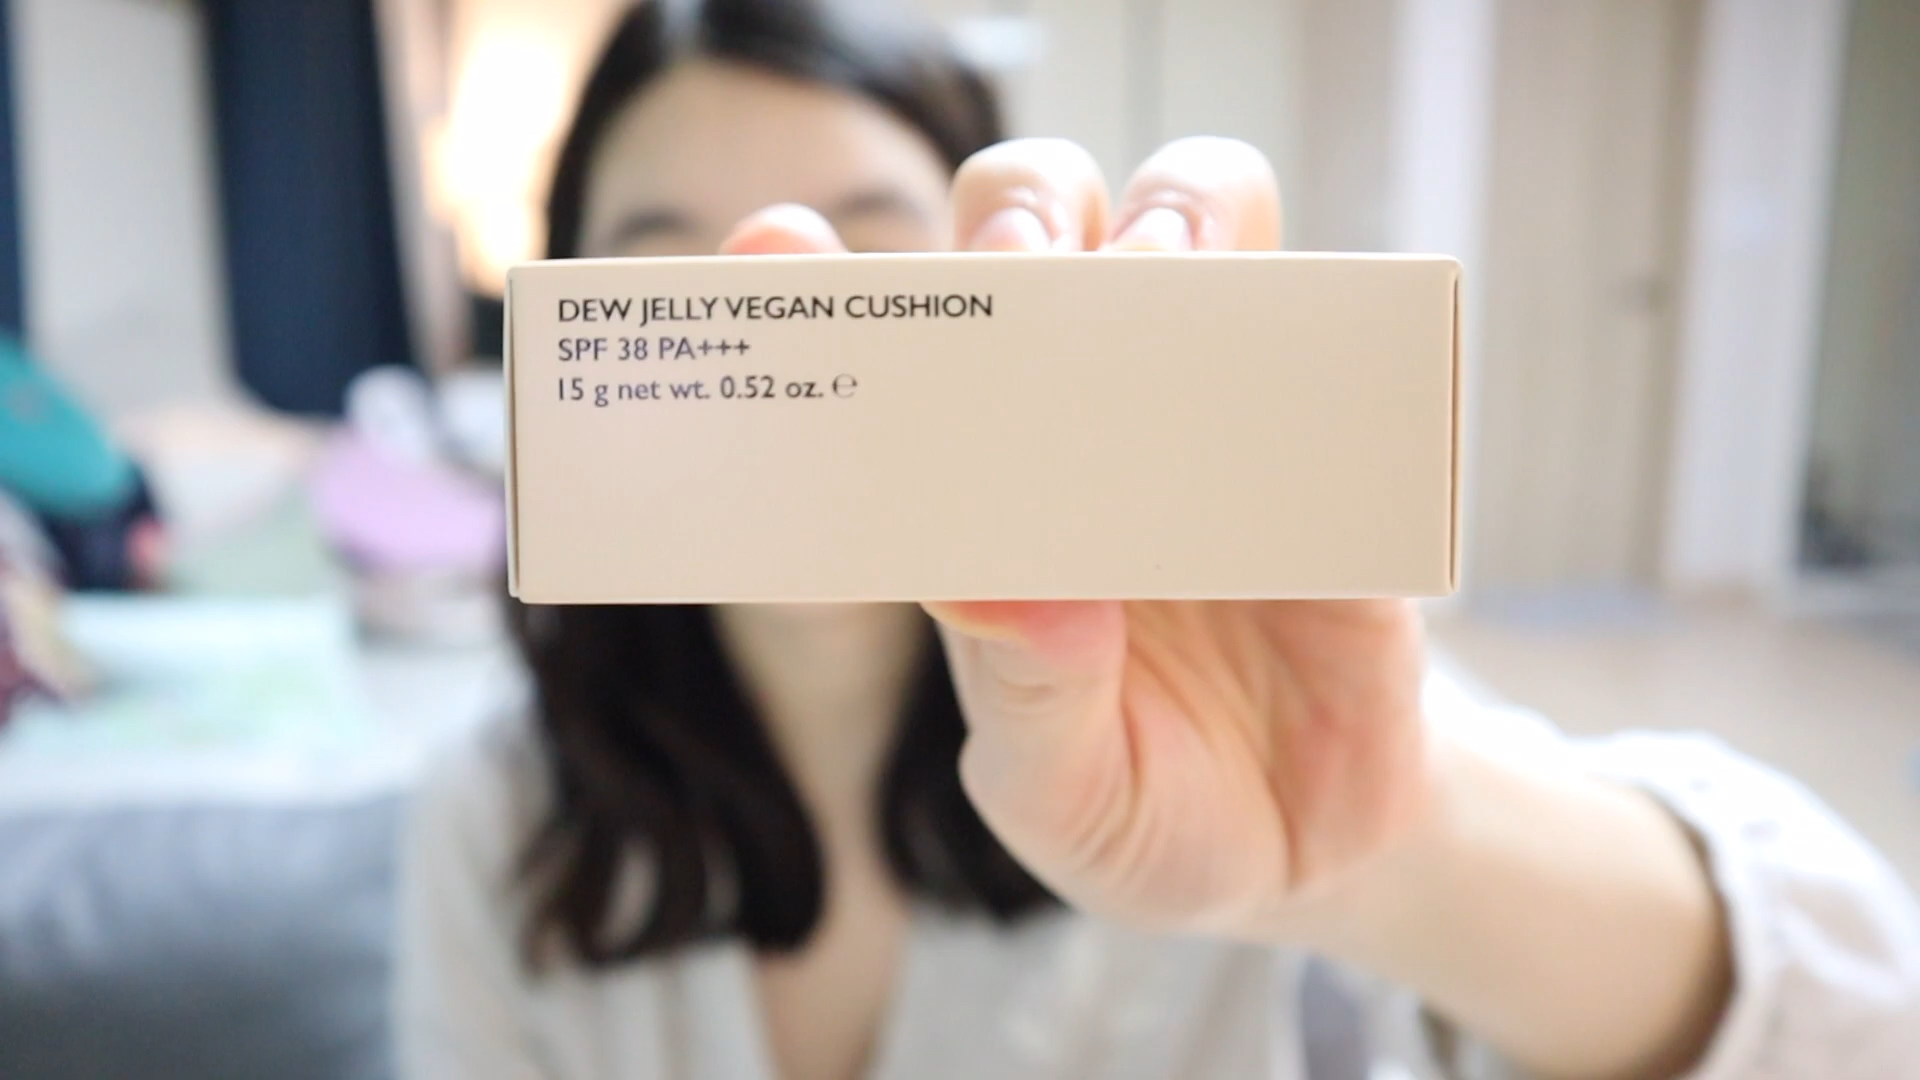 DEW JELLY VEGAN CUSHION
SPF 38 PA+++
15 g net wt. 0.52 oz. ℮